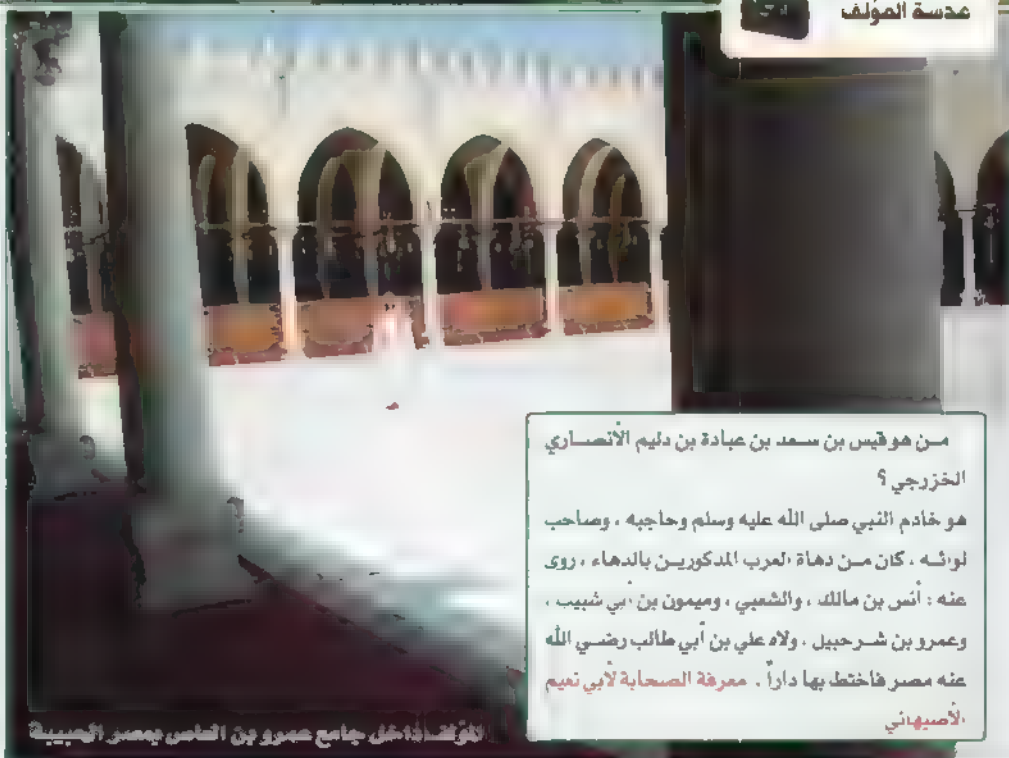 عدسة المؤلف
من هو قيس بن سعد بن عبادة بن دليم الأنصاري
الخزرجي ؟
هو خادم النبي صلى الله عليه وسلم وحاجبه ، وصاحب
لوائه ، كان من دهاة العرب المذكورين بالدهاء ، روى
عنه : أنس بن مالك ، والشعبي ، وميمون بن أبي شبيب ،
وعمرو بن شرحبيل ، ولاه علي بن أبي طالب رضي الله
عنه مصر فاختط بها داراً . معرفة الصحابة لأبي نعيم
الأصبهاني
المؤلف داخل جامع عمرو بن العاص بمصر الحبيبة